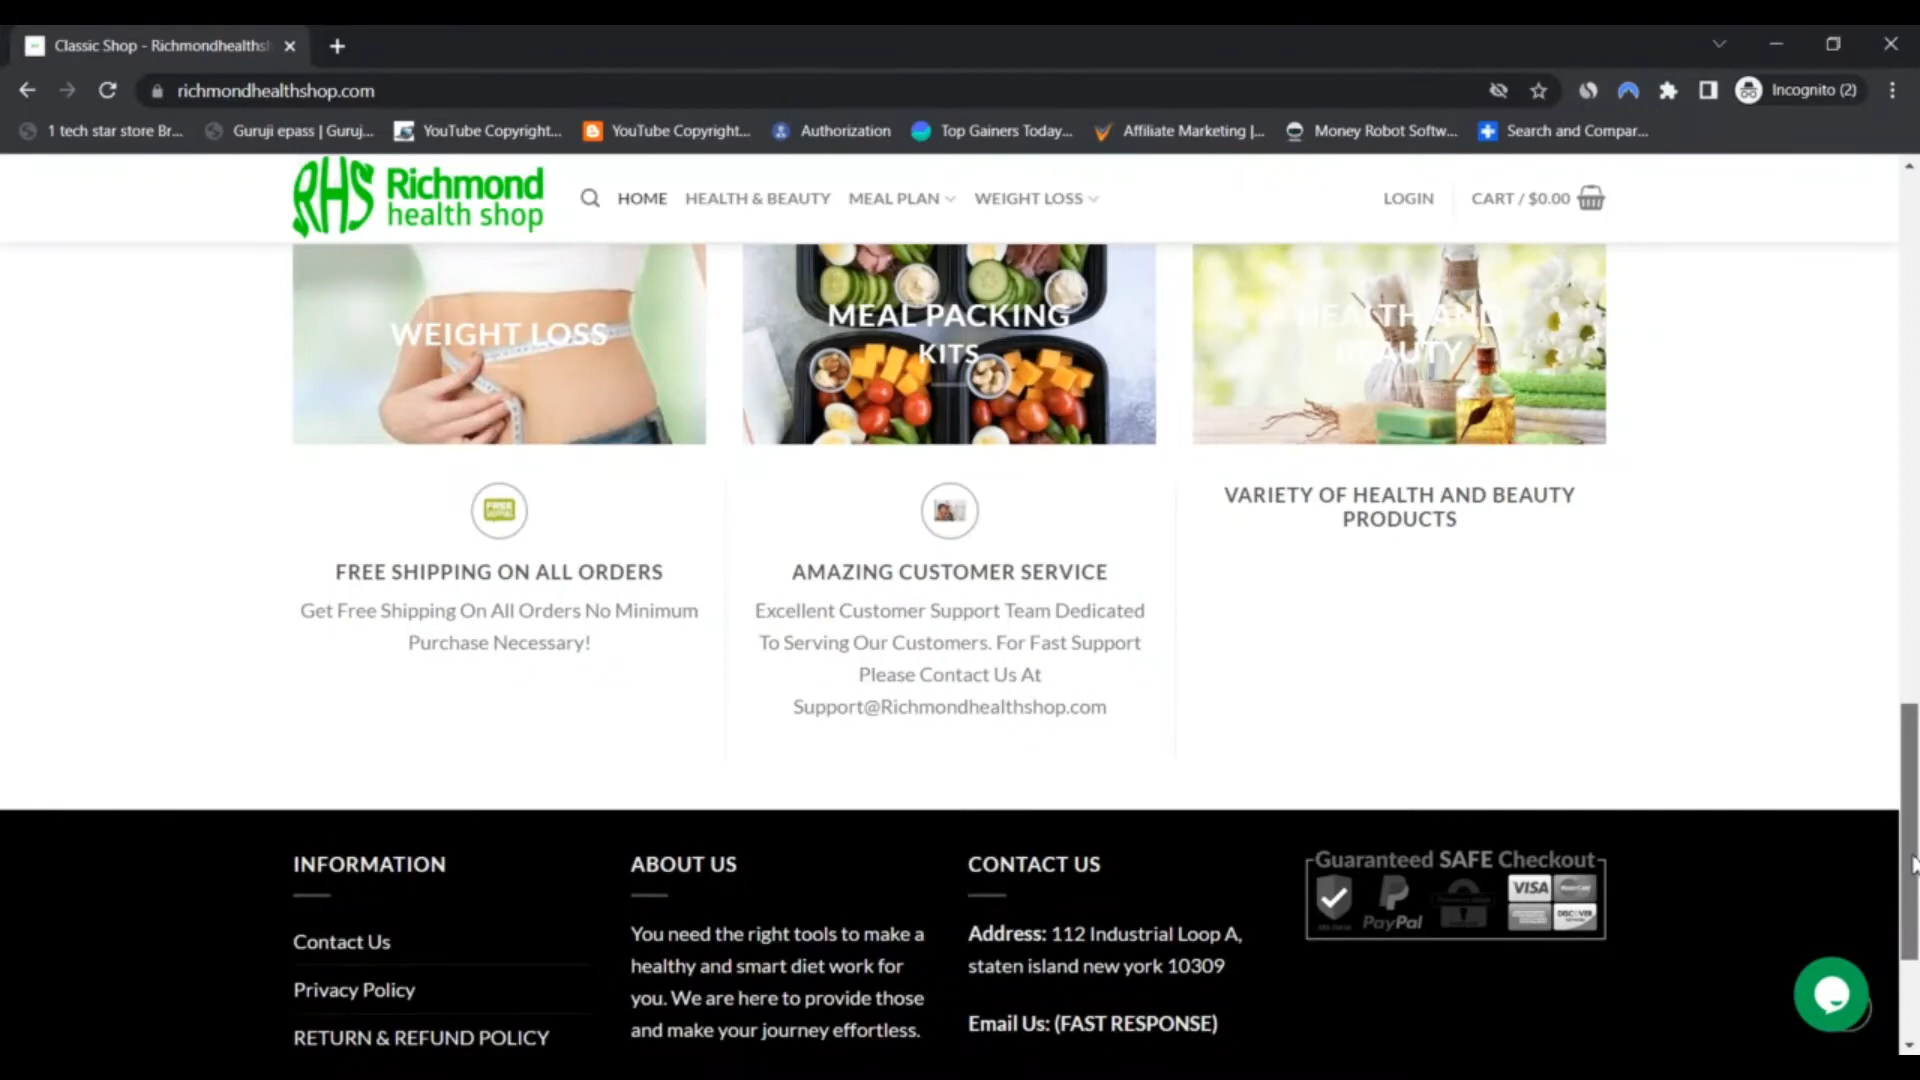 Classic Shop - Richmondhealthsh
richmondhealthshop.com
Incognito (2)
1 tech star store Br...
Guruji epass | Guruj...
YouTube Copyright...
YouTube Copyright...
Authorization
Top Gainers Today...
Affiliate Marketing |...
Money Robot Softw...
Search and Compar...
RHS Richmond
health shop
HOME
HEALTH & BEAUTY
MEAL PLAN
WEIGHT LOSS
LOGIN
CART / $0.00
WEIGHT LOSS
MEAL PACKING
KITS
HEALTH AND
BEAUTY
FREE
VARIETY OF HEALTH AND BEAUTY
PRODUCTS
FREE SHIPPING ON ALL ORDERS
Get Free Shipping On All Orders No Minimum
Purchase Necessary!
AMAZING CUSTOMER SERVICE
Excellent Customer Support Team Dedicated
To Serving Our Customers. For Fast Support
Please Contact Us At
Support@Richmondhealthshop.com
INFORMATION
Contact Us
Privacy Policy
RETURN & REFUND POLICY
ABOUT US
You need the right tools to make a
healthy and smart diet work for
you. We are here to provide those
and make your journey effortless.
CONTACT US
Address: 112 Industrial Loop A,
staten island new york 10309
Email Us: (FAST RESPONSE)
Guaranteed SAFE Checkout
PayPal
VISA
DISCOVER